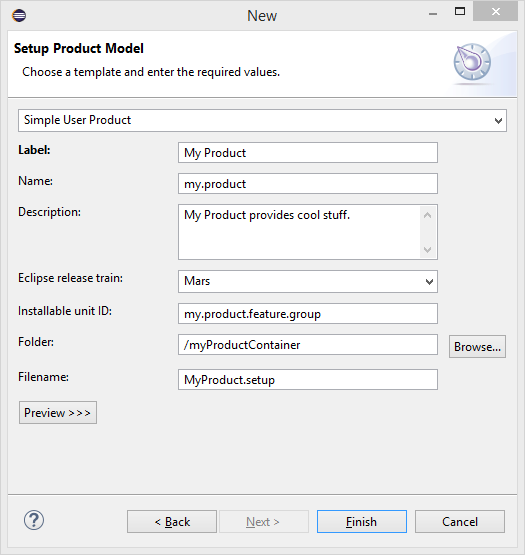 New
Setup Product Model
Choose a template and enter the required values.
Simple User Product
Label: My Product
Name: my.product
Description: My Product provides cool stuff.
Eclipse release train: Mars
Installable unit ID: my.product.feature.group
Folder: /myProductContainer Browse...
Filename: MyProduct.setup
Preview >>>
? < Back Next > Finish Cancel